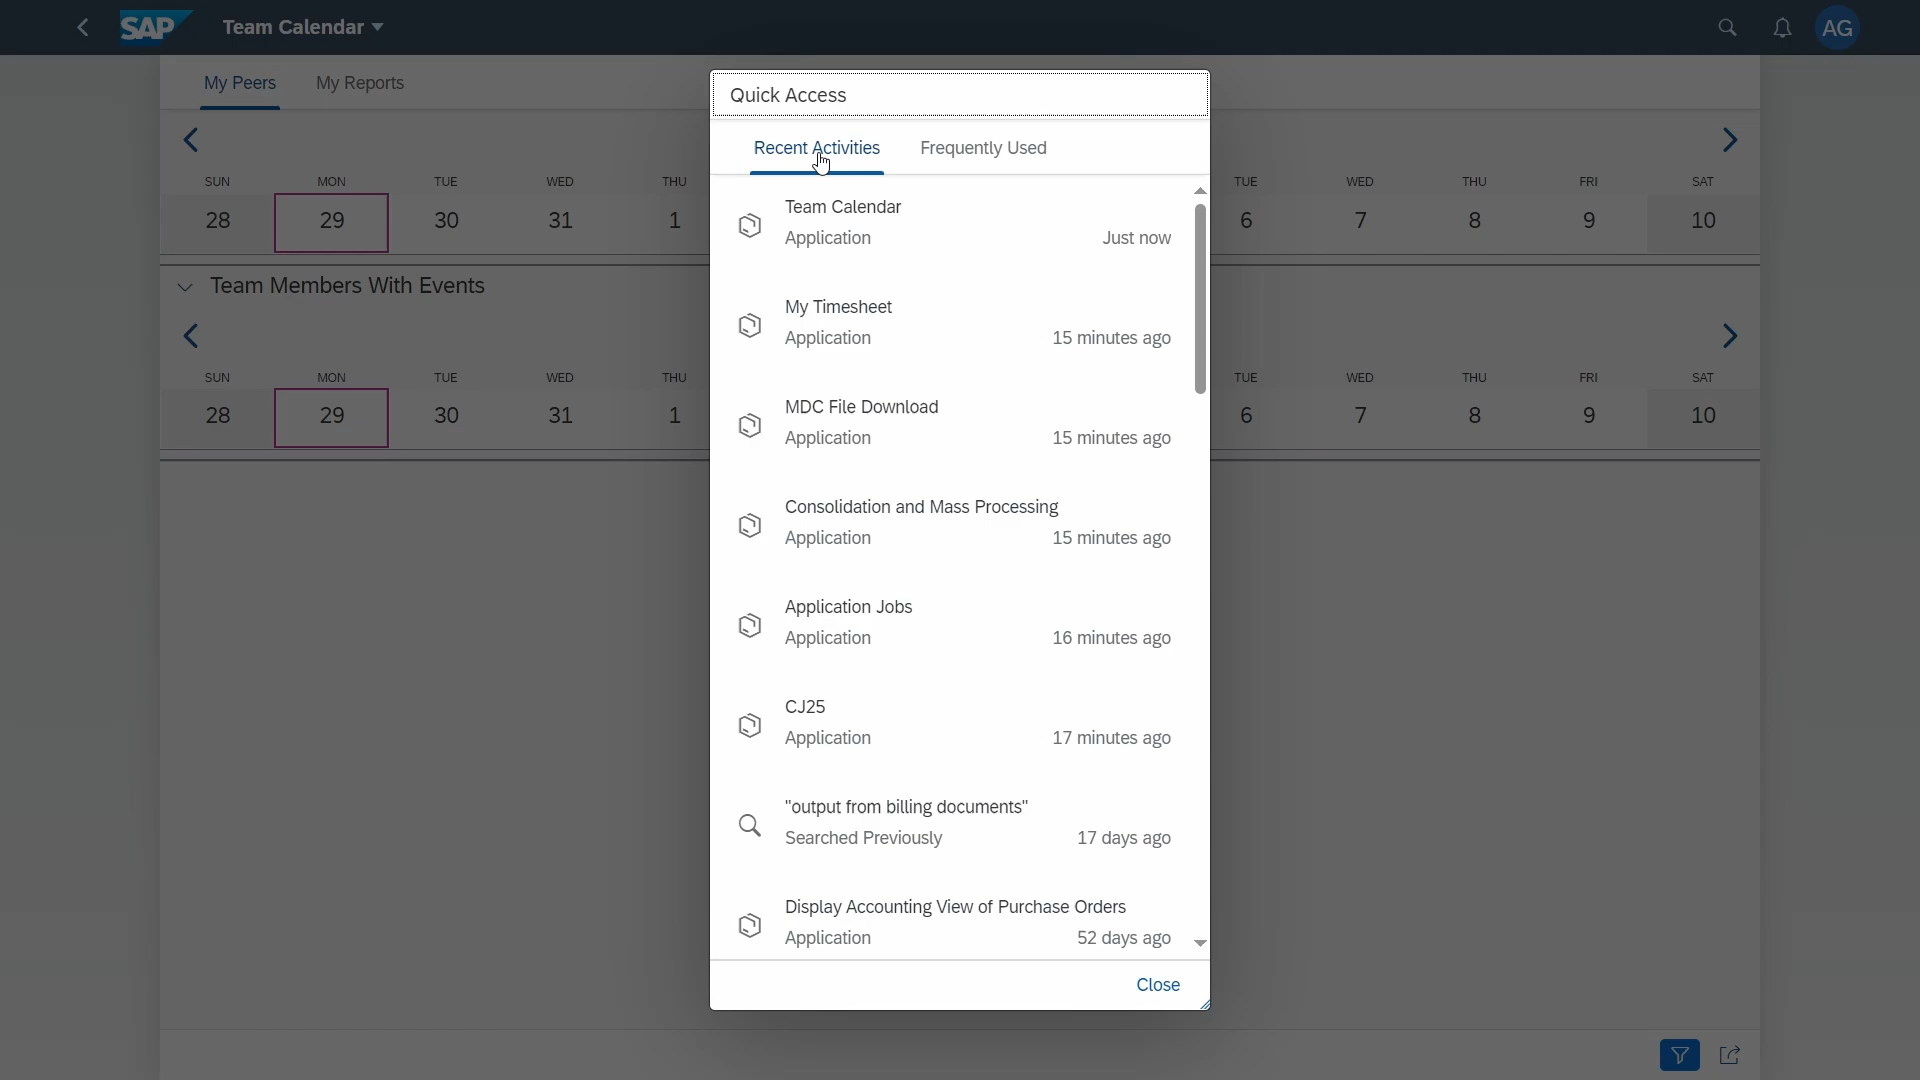 SAP Team Calendar
AG
My Peers My Reports
SUN MON TUE WED THU TUE WED THU FRI SAT
28 29 30 31 1 6 7 8 9 10
Team Members With Events
SUN MON TUE WED THU TUE WED THU FRI SAT
28 29 30 31 1 6 7 8 9 10
Quick Access
Recent Activities Frequently Used
Team Calendar
Application Just now
My Timesheet
Application 15 minutes ago
MDC File Download
Application 15 minutes ago
Consolidation and Mass Processing
Application 15 minutes ago
Application Jobs
Application 16 minutes ago
CJ25
Application 17 minutes ago
"output from billing documents"
Searched Previously 17 days ago
Display Accounting View of Purchase Orders
Application 52 days ago
Close